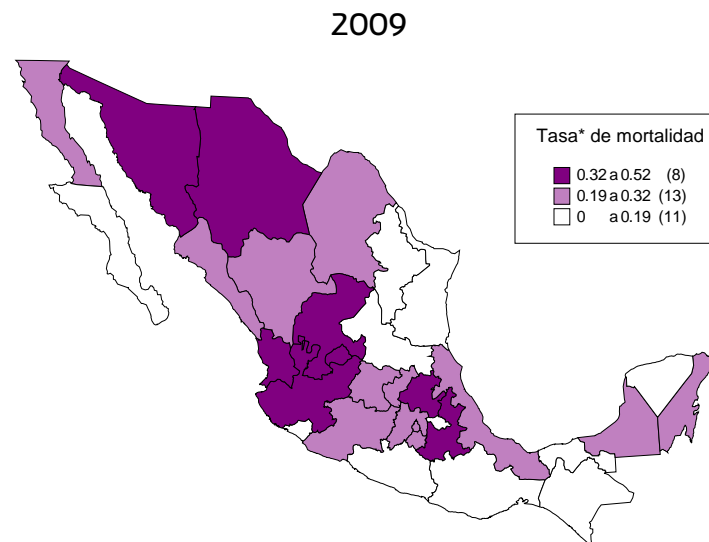 2009
Tasa* de mortalidad
0.32 a 0.52 (8)
0.19 a 0.32 (13)
0 a 0.19 (11)